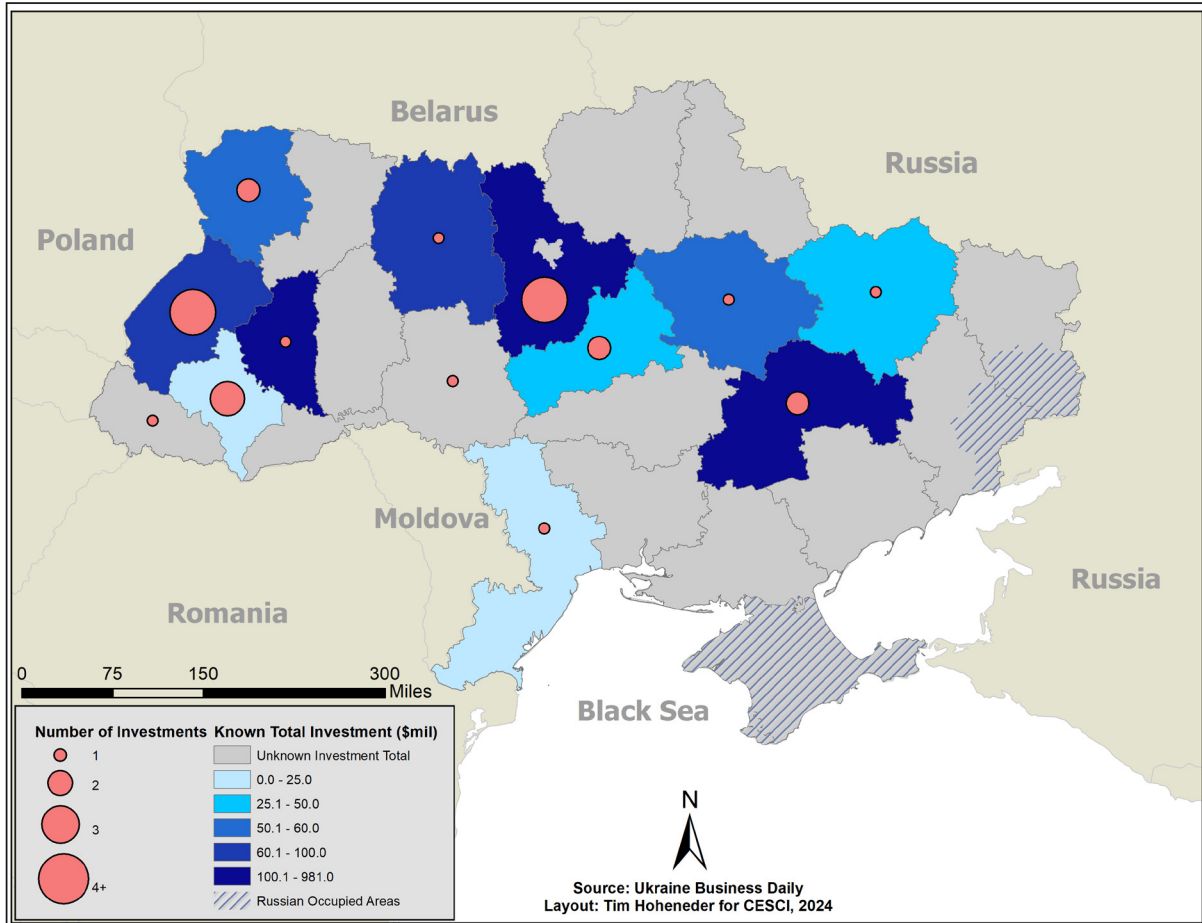 Belarus
Russia
Poland
Moldova
Romania
Russia
Black Sea
0 75 150 300
Miles
Number of Investments
1
2
3
4+
Known Total Investment ($mil)
Unknown Investment Total
0.0 - 25.0
25.1 - 50.0
50.1 - 60.0
60.1 - 100.0
100.1 - 981.0
Russian Occupied Areas
N
Source: Ukraine Business Daily
Layout: Tim Hoheneder for CESCI, 2024